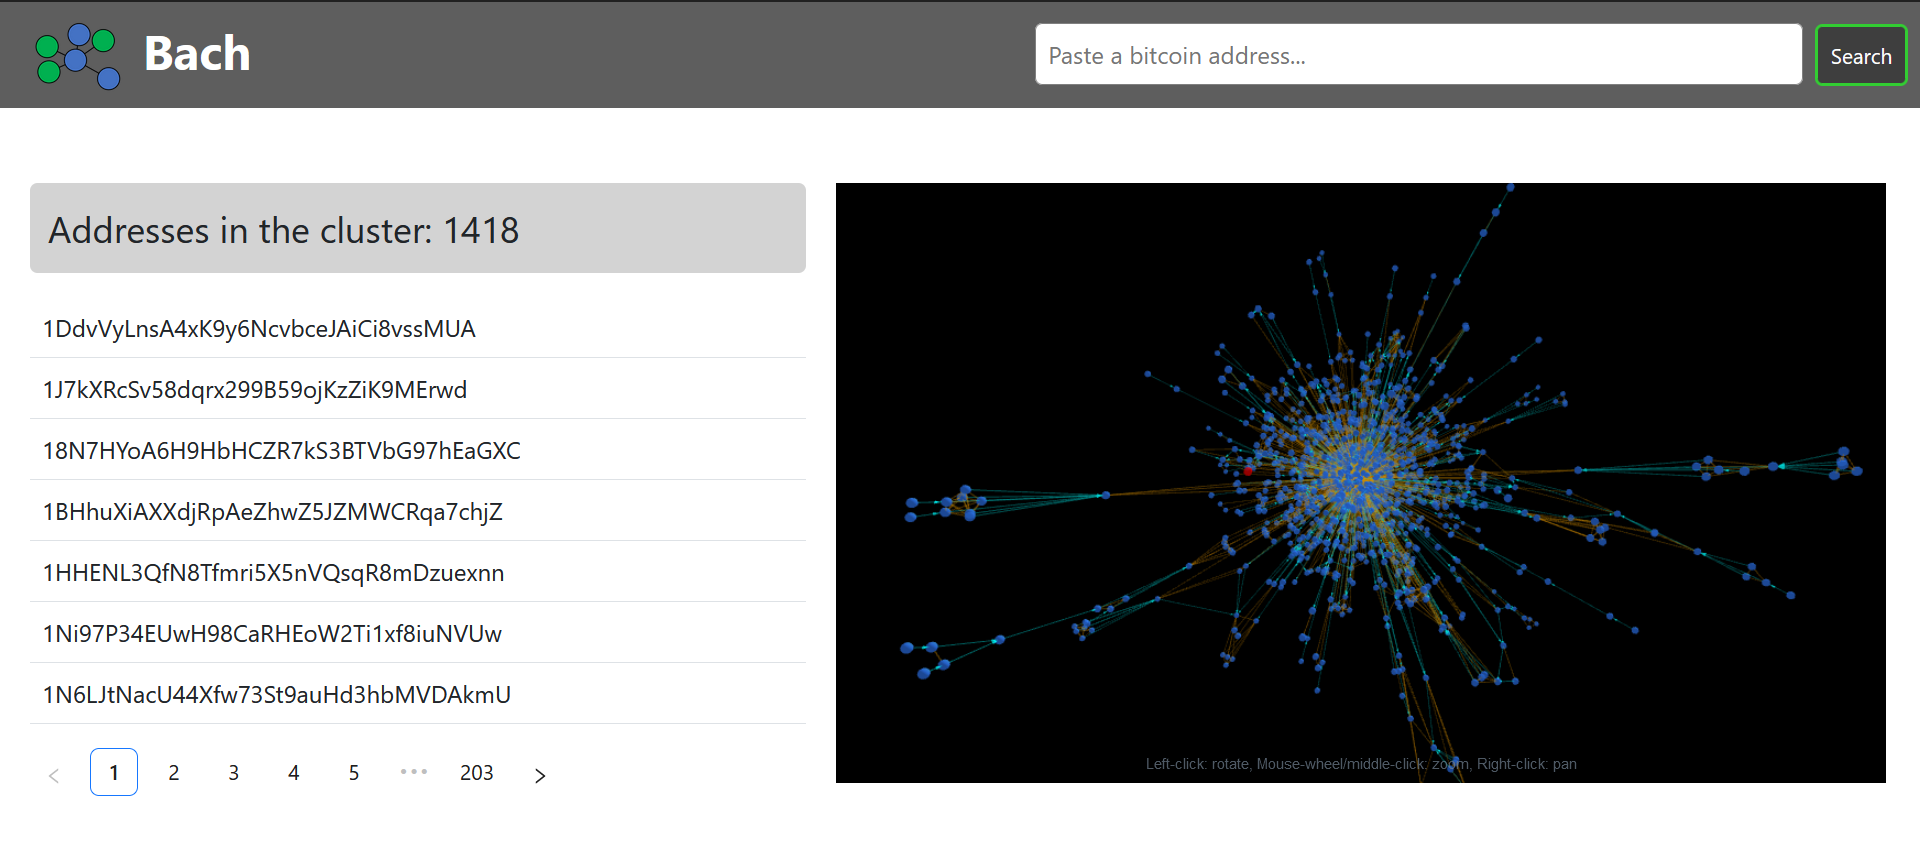 Bach
Paste a bitcoin address...
Search
Addresses in the cluster: 1418
1DdvVyLnsA4xK9y6NcvbceJAiCi8vssMUA
1J7kXRcSv58dqrx299B59ojKzZiK9MErwd
18N7HYoA6H9HbHCZR7kS3BTVbG97hEaGXC
1BHhuXiAXXdjRpAeZhwZ5JZMWCRqa7chjZ
1HHENL3QfN8Tfmri5X5nVQsqR8mDzuexnn
1Ni97P34EUwH98CaRHEoW2Ti1xf8iuNVUw
1N6LJtNacU44Xfw73St9auHd3hbMVDAkmU
< 1 2 3 4 5 ••• 203 >
Left-click: rotate, Mouse-wheel/middle-click: zoom, Right-click: pan